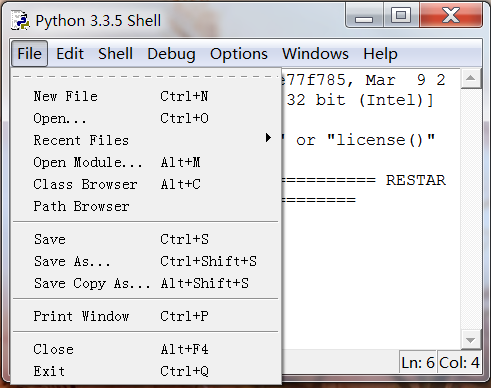 Python 3.3.5 Shell
File Edit Shell Debug Options Windows Help
e77f785, Mar 9 2
New File Ctrl+N
32 bit (Intel)]
Open... Ctrl+O
Recent Files
" or "license()"
Open Module... Alt+M
Class Browser Alt+C
========== RESTAR
Path Browser
========
Save Ctrl+S
Save As... Ctrl+Shift+S
Save Copy As... Alt+Shift+S
Print Window Ctrl+P
Close Alt+F4
Exit Ctrl+Q
Ln: 6 Col: 4